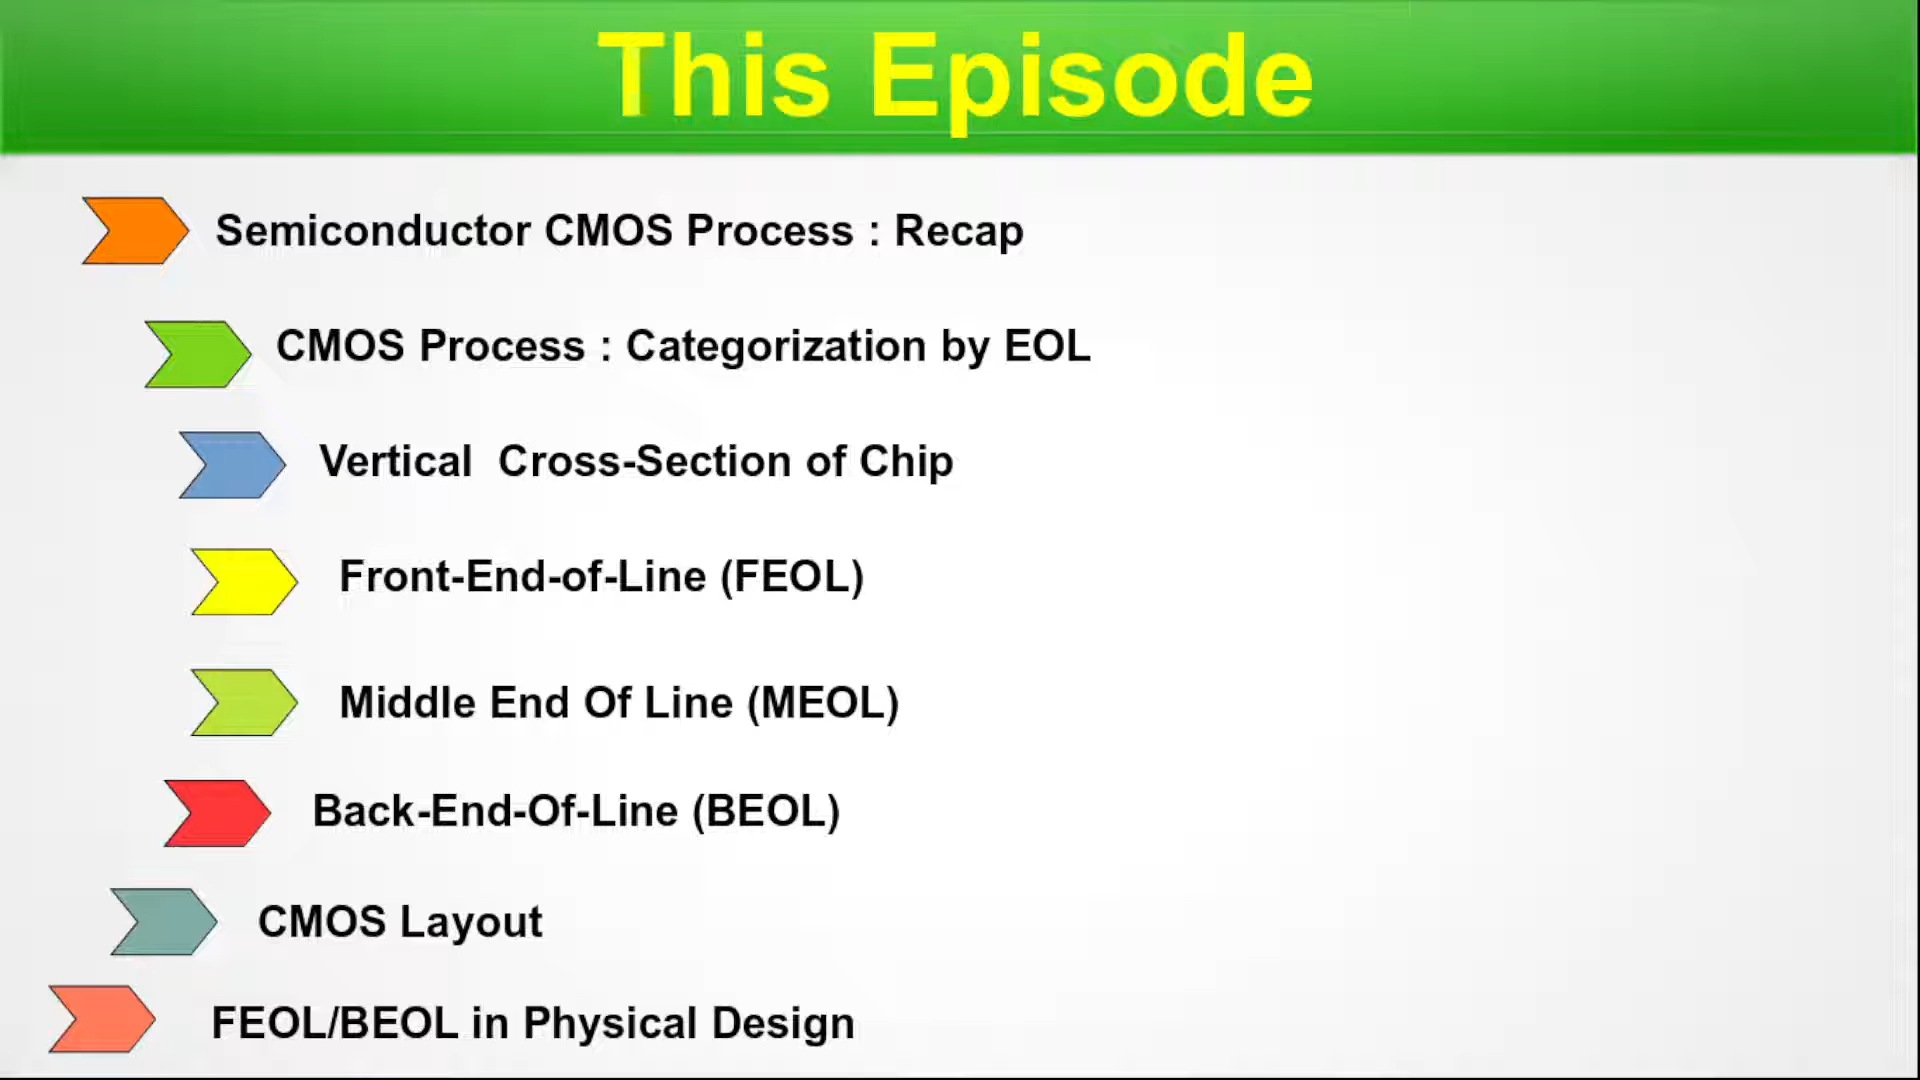 This Episode
Semiconductor CMOS Process : Recap
CMOS Process : Categorization by EOL
Vertical  Cross-Section of Chip
Front-End-of-Line (FEOL)
Middle End Of Line (MEOL)
Back-End-Of-Line (BEOL)
CMOS Layout
FEOL/BEOL in Physical Design